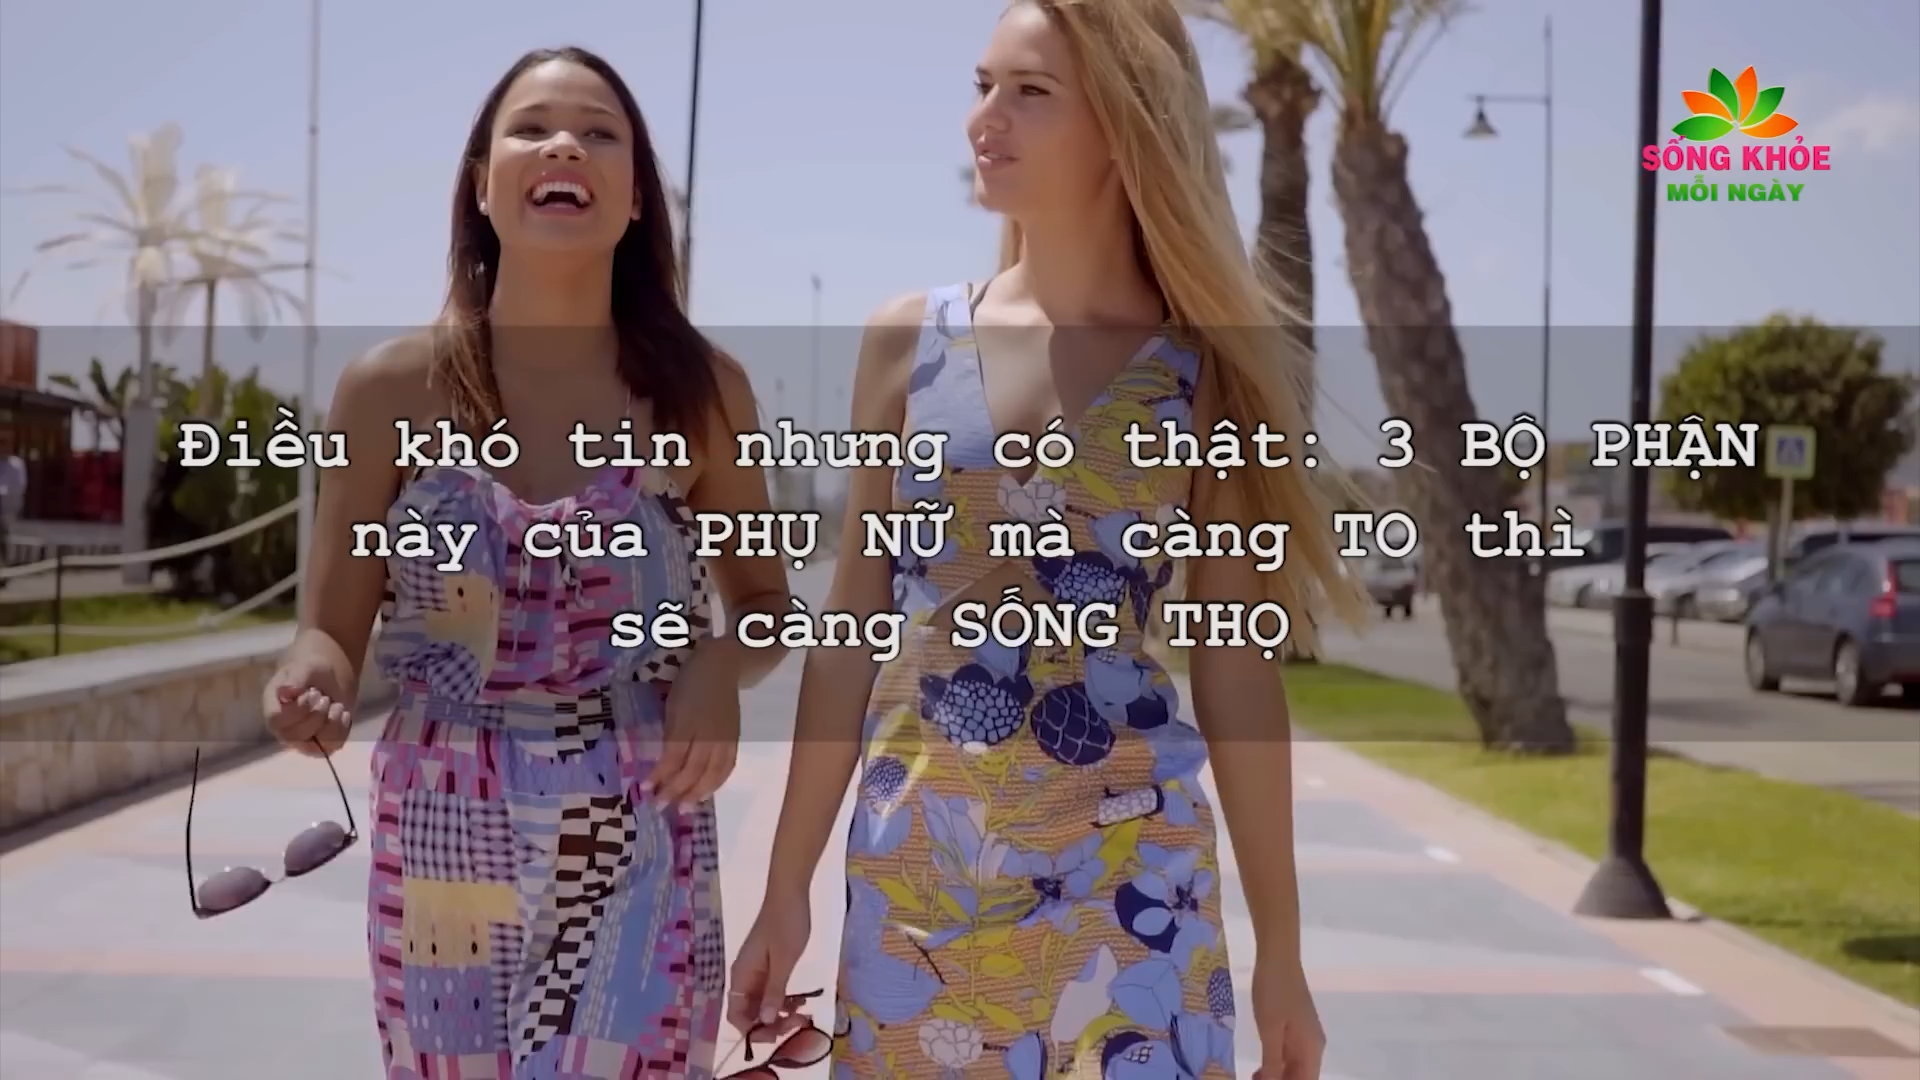 SỐNG KHỎE
MỖI NGÀY
Điều khó tin nhưng có thật: 3 BỘ PHẬN
này của PHỤ NỮ mà càng TO thì
sẽ càng SỐNG THỌ